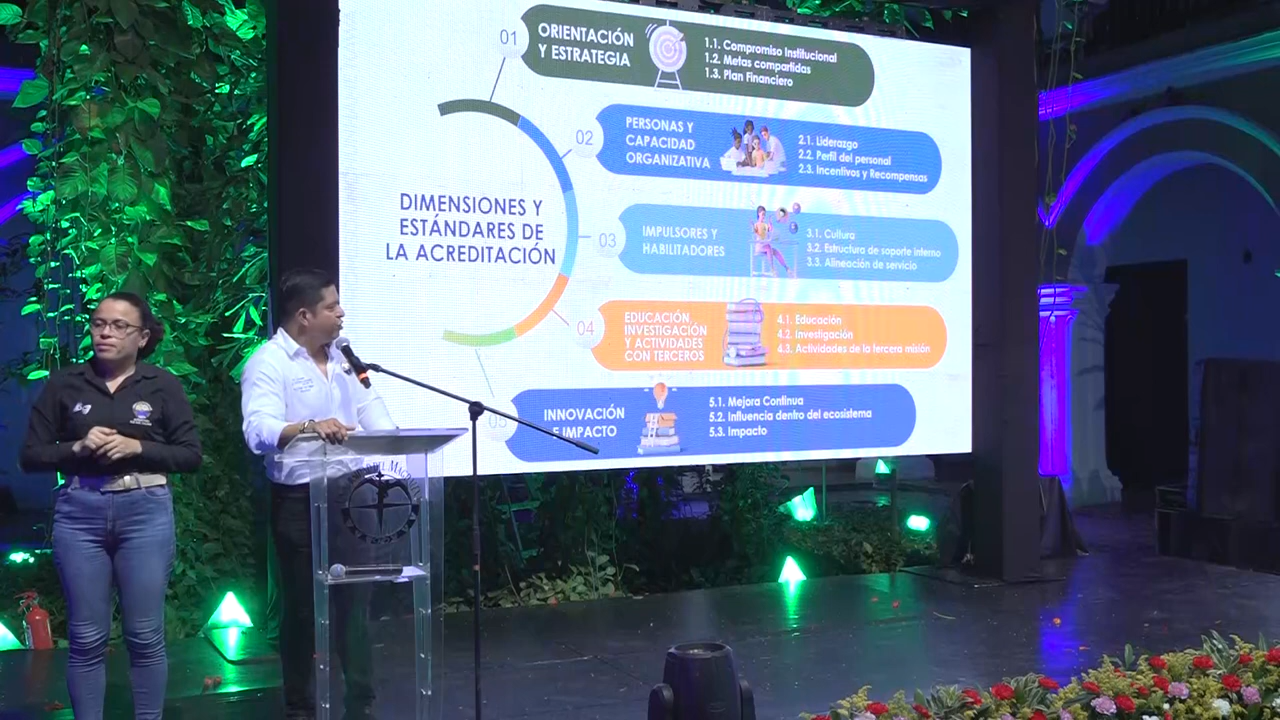 01
ORIENTACIÓN
Y ESTRATEGIA
1.1. Compromiso Institucional
1.2. Metas compartidas
1.3. Plan Financiero
02
PERSONAS Y
CAPACIDAD
ORGANIZATIVA
2.1. Liderazgo
2.2. Perfil del personal
2.3. Incentivos y Recompensas
DIMENSIONES Y
ESTÁNDARES DE
LA ACREDITACIÓN
03
IMPULSORES Y
HABILITADORES
3.1. Cultura
3.2. Estructura de soporte interno
3.3. Alineación de servicio
04
EDUCACIÓN,
INVESTIGACIÓN
Y ACTIVIDADES
CON TERCEROS
4.1. Educación
4.2. Investigación
4.3. Actividades de la tercera misión
05
INNOVACIÓN
E IMPACTO
5.1. Mejora Continua
5.2. Influencia dentro del ecosistema
5.3. Impacto